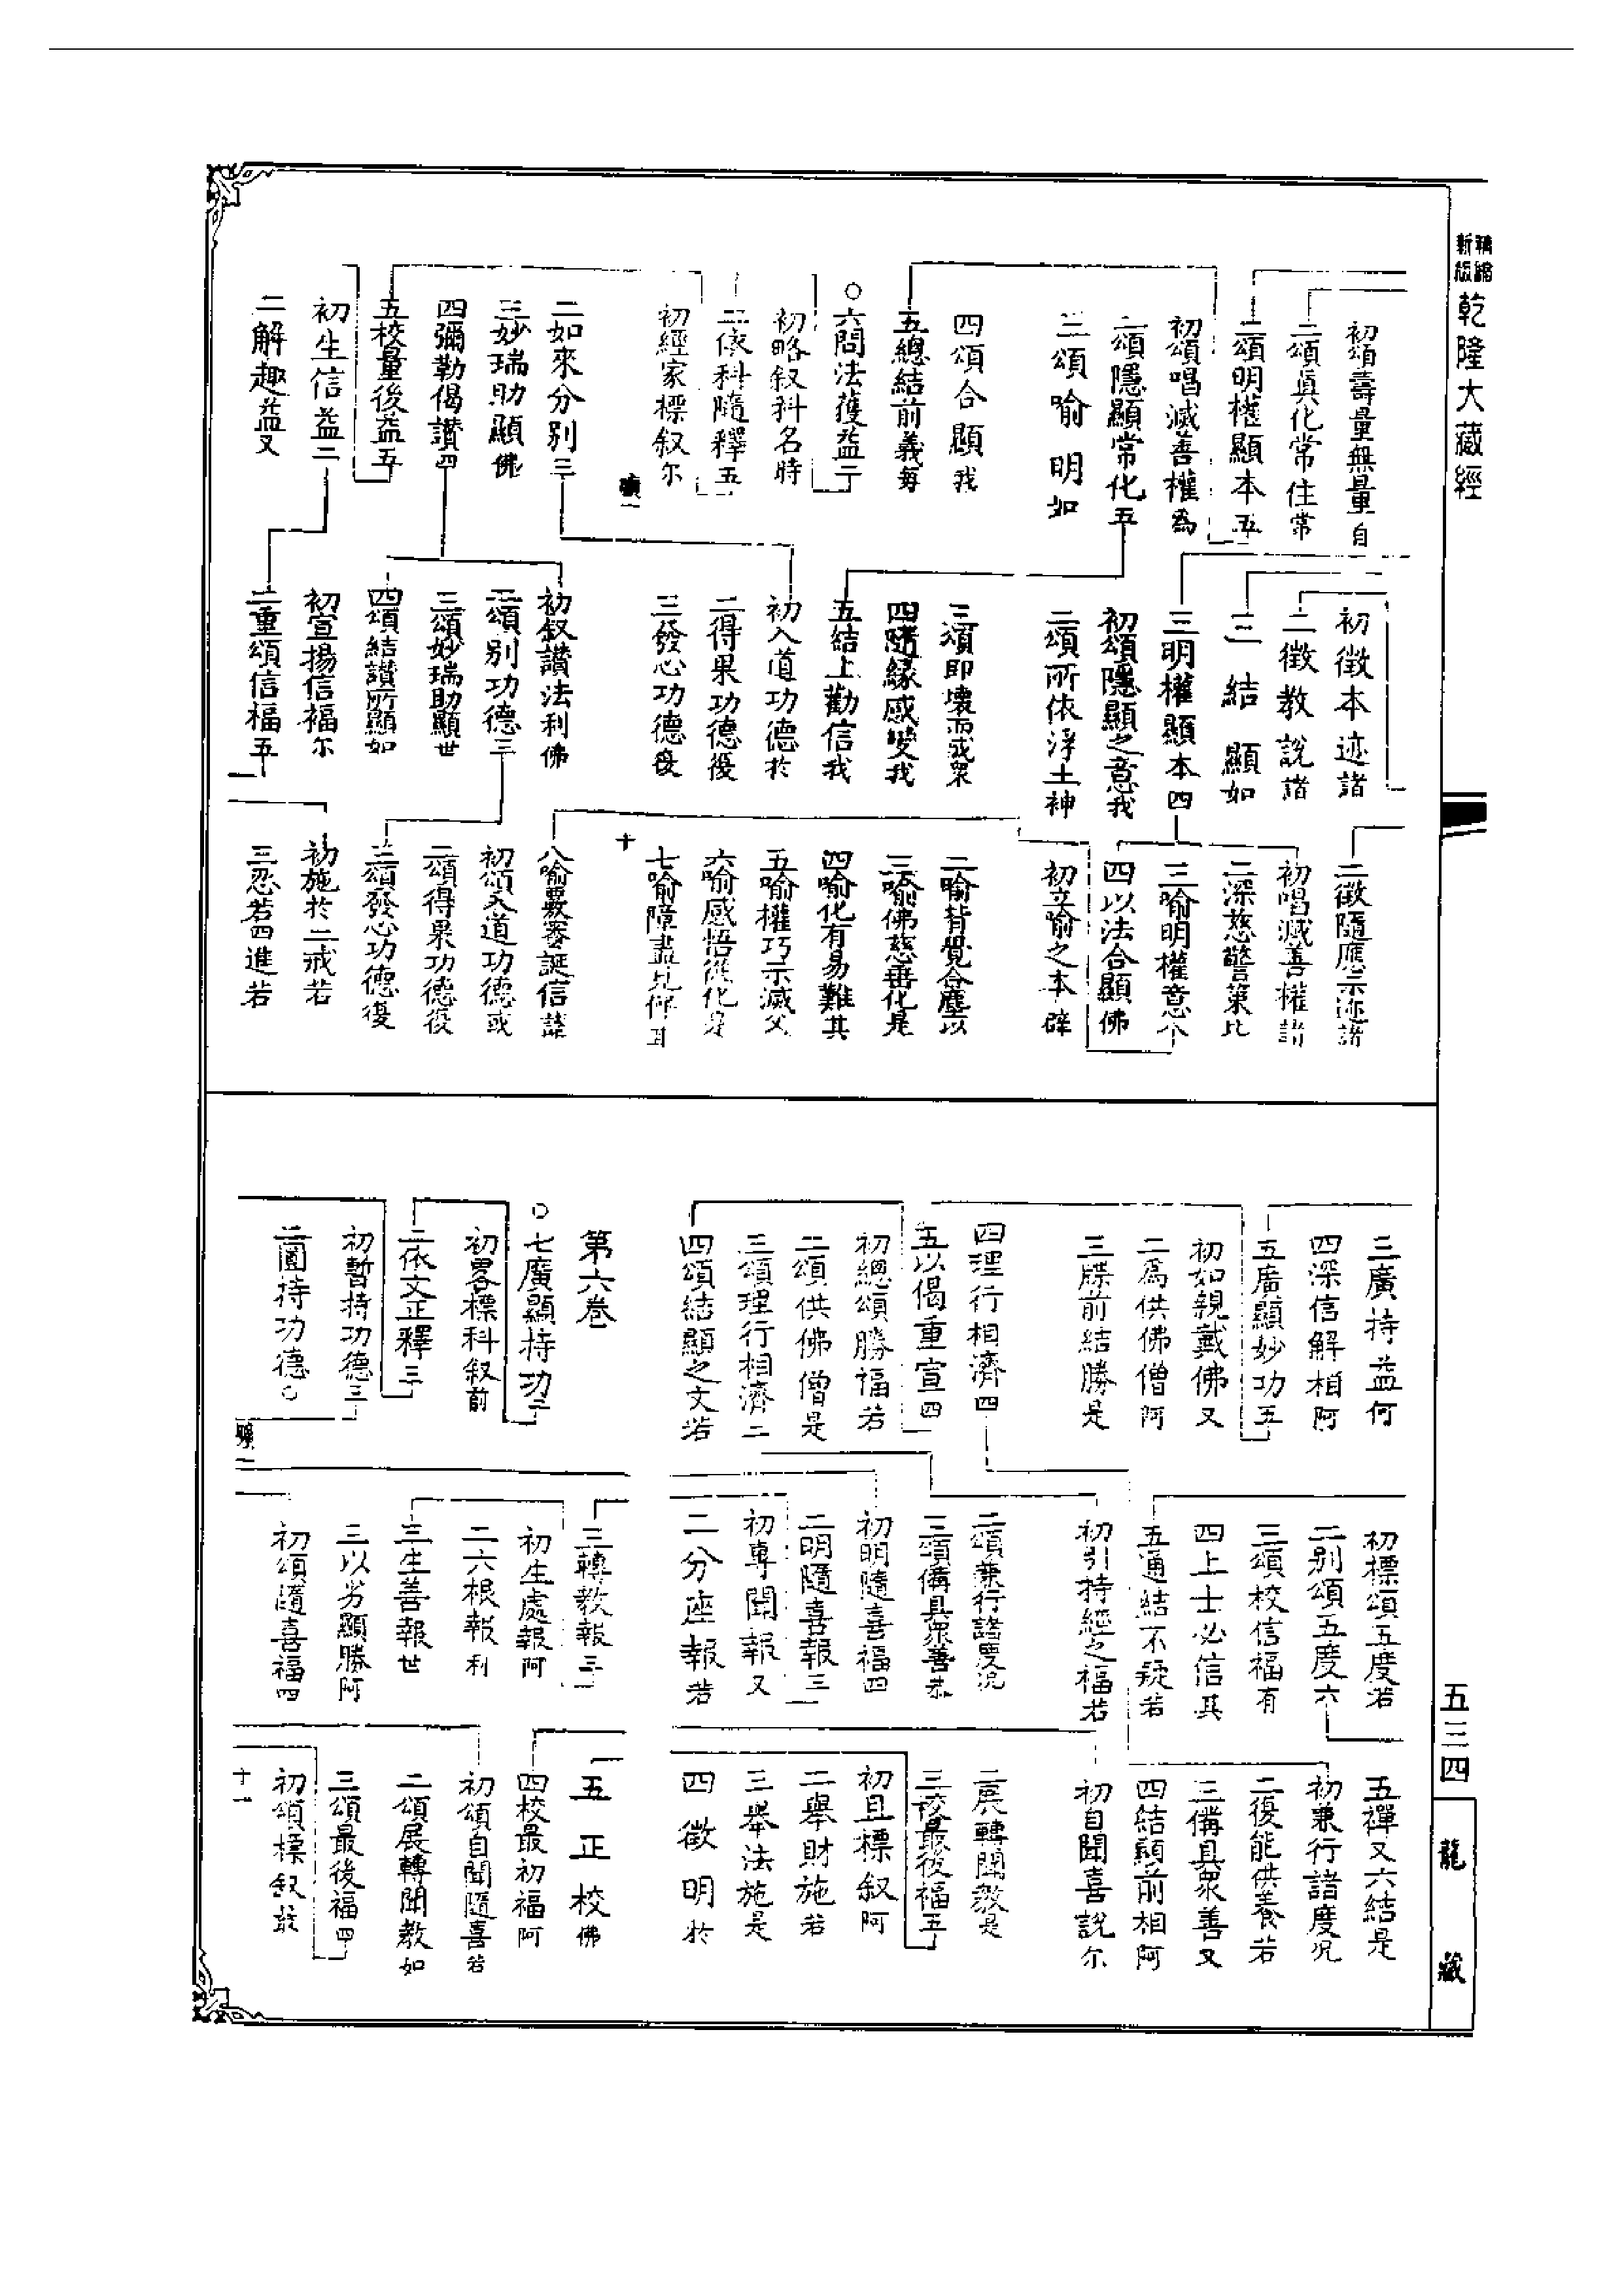 新編
縮版
乾隆大藏經
初頌壽量無量自
二頌真化常住常
二頌明權顯本五
初頌唱滅善權為
二頌隱顯常化五
三頌喻明如
四頌合顯我
五總結前義每
○六問法獲益二
初略叙科名時
二依科隨釋五
初經家標叙尔
二如來分別三
三妙瑞助顯佛
四彌勒偈讚四
五校量後益五
初生信益二
二解趣益又
初徵本迹諸
二徵教說諸
三結顯如
三明權顯本四
初頌隱顯之意我
二頌所依淨土神
三頌即壞而或眾
四隨緣感變我
五結上勸信我
初入道功德於
二得果功德復
三發心功德復
初叙讚法利佛
二頌別功德三
三頌妙瑞助顯世
四頌結讚所顯如
初宣揚信福尔
二重頌信福五
二徵隨應示迹諸
初唱滅善權諸
二深慈警策比
三喻明權意八
四以法合顯佛
初立喻之本辟
二喻背覺合塵以
三喻佛慈垂化是
四喻化有易難其
五喻權巧示滅父
六喻感悟從化是
七喻障盡見佛耳
十
八喻覈審誕信諸
初頌入道功德或
二頌得果功德復
三頌發心功德復
初施於二戒若
三忍若四進若
三廣持益何
四深信解相阿
五廣顯妙功五
初如親戴佛又
二為供佛僧阿
三牒前結勝是
四理行相濟四
五以偈重宣四
初總頌勝福若
二頌供佛僧是
三頌理行相濟二
四頌結顯之文若
第六卷
○七廣顯持功二
初畧標科叙前
二依文正釋三
初暫持功德三
二圓持功德○
初標頌五度若
二別頌五度六
三頌校信福有
四上士必信其
五通結不疑若
初引持經之福若
二頌兼行諸度況
三頌備具眾善恭
初明隨喜福四
二明隨喜報三
初專聞報又
二分座報若
三轉教報三
初生處報阿
二六根報利
三生善報世
三以劣顯勝阿
初頌隨喜福四
五禪又六結是
初兼行諸度況
二復能供養若
三備具眾善又
四結顯前相阿
初自聞喜說尔
二展轉聞教是
三校最後福五
初且標叙阿
二舉財施若
三舉法施是
四徵明於
五正校佛
四校最初福阿
初頌自聞隨喜若
二頌展轉聞教如
三頌最後福四
初頌標叙最
十一
五三四
龍藏